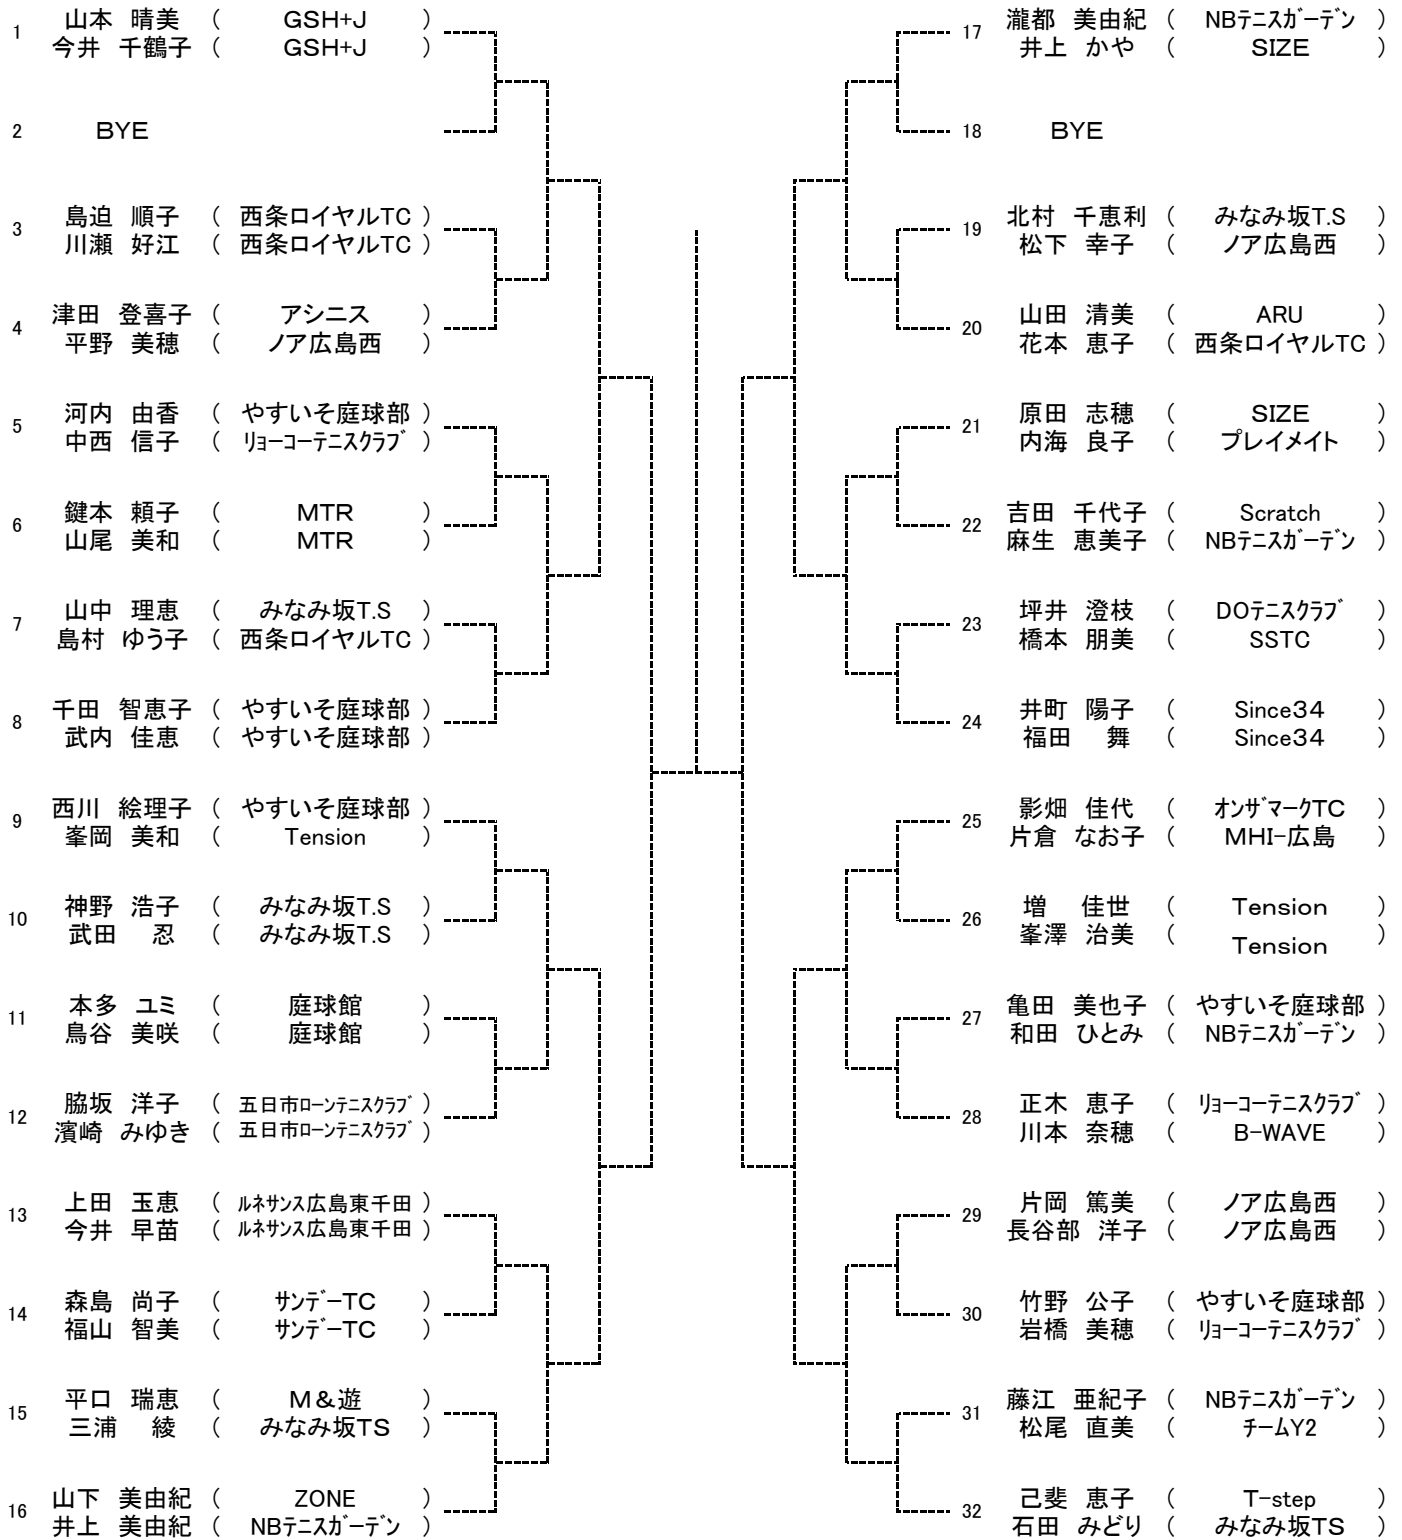 1 山本 晴美 ( GSH+J )
今井 千鶴子 ( GSH+J )
2 BYE
3 島迫 順子 ( 西条ロイヤルTC )
川瀬 好江 ( 西条ロイヤルTC )
4 津田 登喜子 ( アシニス )
平野 美穂 ( ノア広島西 )
5 河内 由香 ( やすいそ庭球部 )
中西 信子 ( リョーコーテニスクラブ )
6 鍵本 頼子 ( MTR )
山尾 美和 ( MTR )
7 山中 理恵 ( みなみ坂T.S )
島村 ゆう子 ( 西条ロイヤルTC )
8 千田 智恵子 ( やすいそ庭球部 )
武内 佳恵 ( やすいそ庭球部 )
9 西川 絵理子 ( やすいそ庭球部 )
峯岡 美和 ( Tension )
10 神野 浩子 ( みなみ坂T.S )
武田 忍 ( みなみ坂T.S )
11 本多 ユミ ( 庭球館 )
鳥谷 美咲 ( 庭球館 )
12 脇坂 洋子 ( 五日市ローンテニスクラブ )
濱崎 みゆき ( 五日市ローンテニスクラブ )
13 上田 玉恵 ( ルネサンス広島東千田 )
今井 早苗 ( ルネサンス広島東千田 )
14 森島 尚子 ( サンデーTC )
福山 智美 ( サンデーTC )
15 平口 瑞恵 ( M&遊 )
三浦 綾 ( みなみ坂TS )
16 山下 美由紀 ( ZONE )
井上 美由紀 ( NBテニスガーデン )
17 瀧都 美由紀 ( NBテニスガーデン )
井上 かや ( SIZE )
18 BYE
19 北村 千恵利 ( みなみ坂T.S )
松下 幸子 ( ノア広島西 )
20 山田 清美 ( ARU )
花本 恵子 ( 西条ロイヤルTC )
21 原田 志穂 ( SIZE )
内海 良子 ( プレイメイト )
22 吉田 千代子 ( Scratch )
麻生 恵美子 ( NBテニスガーデン )
23 坪井 澄枝 ( DOテニスクラブ )
橋本 朋美 ( SSTC )
24 井町 陽子 ( Since34 )
福田 舞 ( Since34 )
25 影畑 佳代 ( オンザマークTC )
片倉 なお子 ( MHI-広島 )
26 増 佳世 ( Tension )
峯澤 治美 ( Tension )
27 亀田 美也子 ( やすいそ庭球部 )
和田 ひとみ ( NBテニスガーデン )
28 正木 恵子 ( リョーコーテニスクラブ )
川本 奈穂 ( B-WAVE )
29 片岡 篤美 ( ノア広島西 )
長谷部 洋子 ( ノア広島西 )
30 竹野 公子 ( やすいそ庭球部 )
岩橋 美穂 ( リョーコーテニスクラブ )
31 藤江 亜紀子 ( NBテニスガーデン )
松尾 直美 ( チームY2 )
32 己斐 恵子 ( T-step )
石田 みどり ( みなみ坂TS )